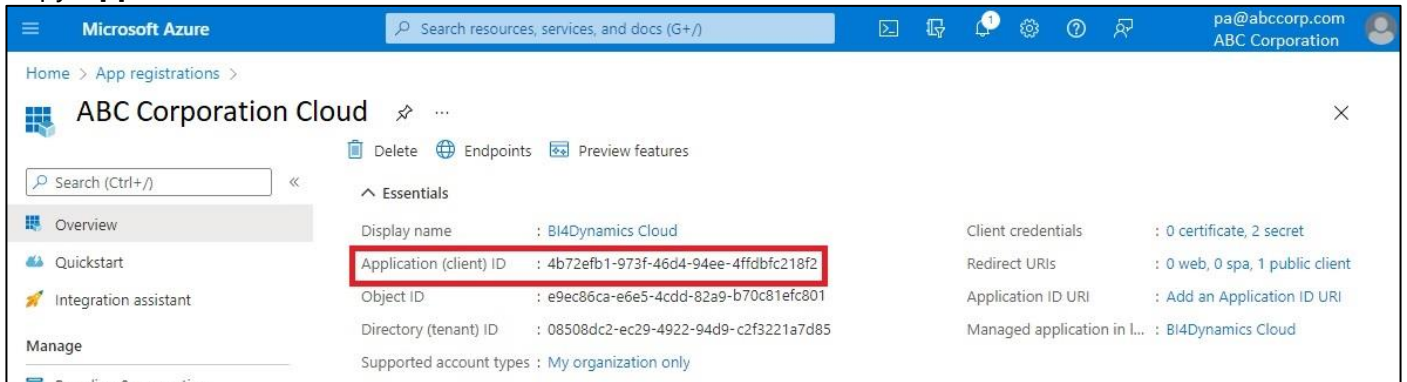 Microsoft Azure
Search resources, services, and docs (G+/)
1
pa@abccorp.com
ABC Corporation
Home > App registrations >
ABC Corporation Cloud
...
Delete Endpoints Preview features
Search (Ctrl+/) «
Essentials
Overview
Display name : BI4Dynamics Cloud
Client credentials : 0 certificate, 2 secret
Quickstart
Application (client) ID : 4b72efb1-973f-46d4-94ee-4ffdbfc218f2
Redirect URIs : 0 web, 0 spa, 1 public client
Integration assistant
Object ID : e9ec86ca-e6e5-4cdd-82a9-b70c81efc801
Application ID URI : Add an Application ID URI
Directory (tenant) ID : 08508dc2-ec29-4922-94d9-c2f3221a7d85
Managed application in l... : BI4Dynamics Cloud
Manage
Supported account types : My organization only